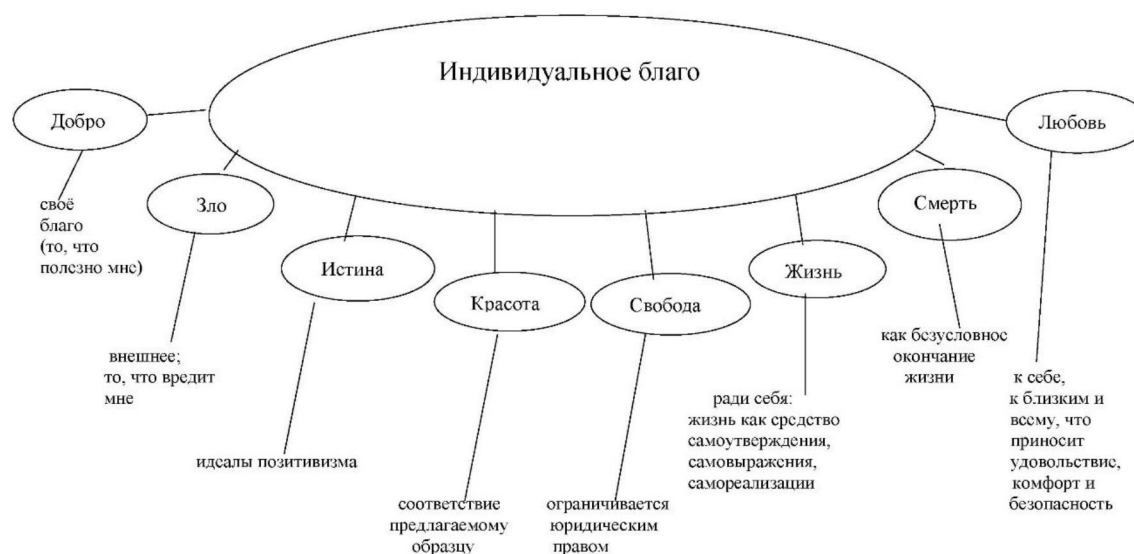 Индивидуальное благо
Добро
своё
благо
(то, что
полезно мне)
Зло
внешнее;
то, что вредит
мне
Истина
идеалы позитивизма
Красота
соответствие
предлагаемому
образцу
Свобода
ограничивается
юридическим
правом
Жизнь
ради себя:
жизнь как средство
самоутверждения,
самовыражения,
самореализации
Смерть
как безусловное
окончание
жизни
Любовь
к себе,
к близким и
всему, что
приносит
удовольствие,
комфорт и
безопасность